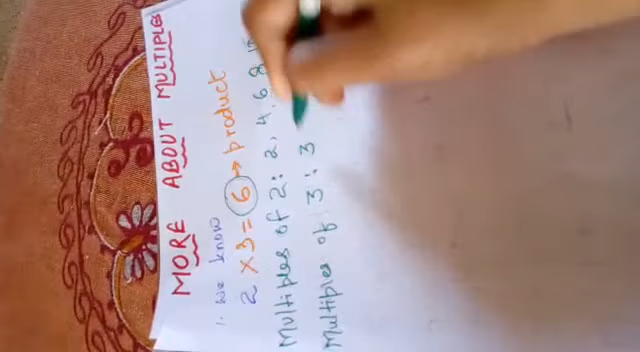 MORE ABOUT MULTIPLES
1. We know
2 x 3 = 6 → product
Multiples of 2: 2, 4, 6, 8, 10
Multiples of 3: 3